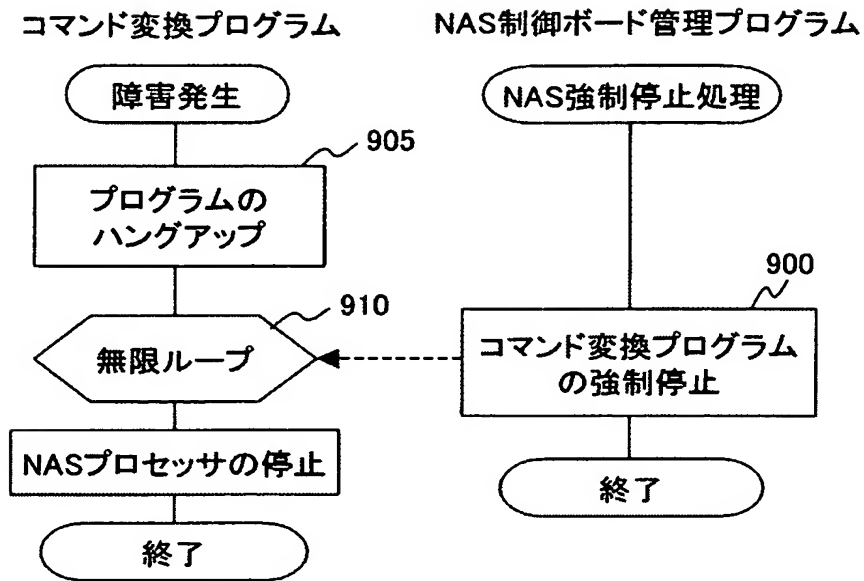 コマンド変換プログラム
NAS制御ボード管理プログラム
障害発生
NAS強制停止処理
905
プログラムの
ハングアップ
900
910
無限ループ
コマンド変換プログラム
の強制停止
NASプロセッサの停止
終了
終了